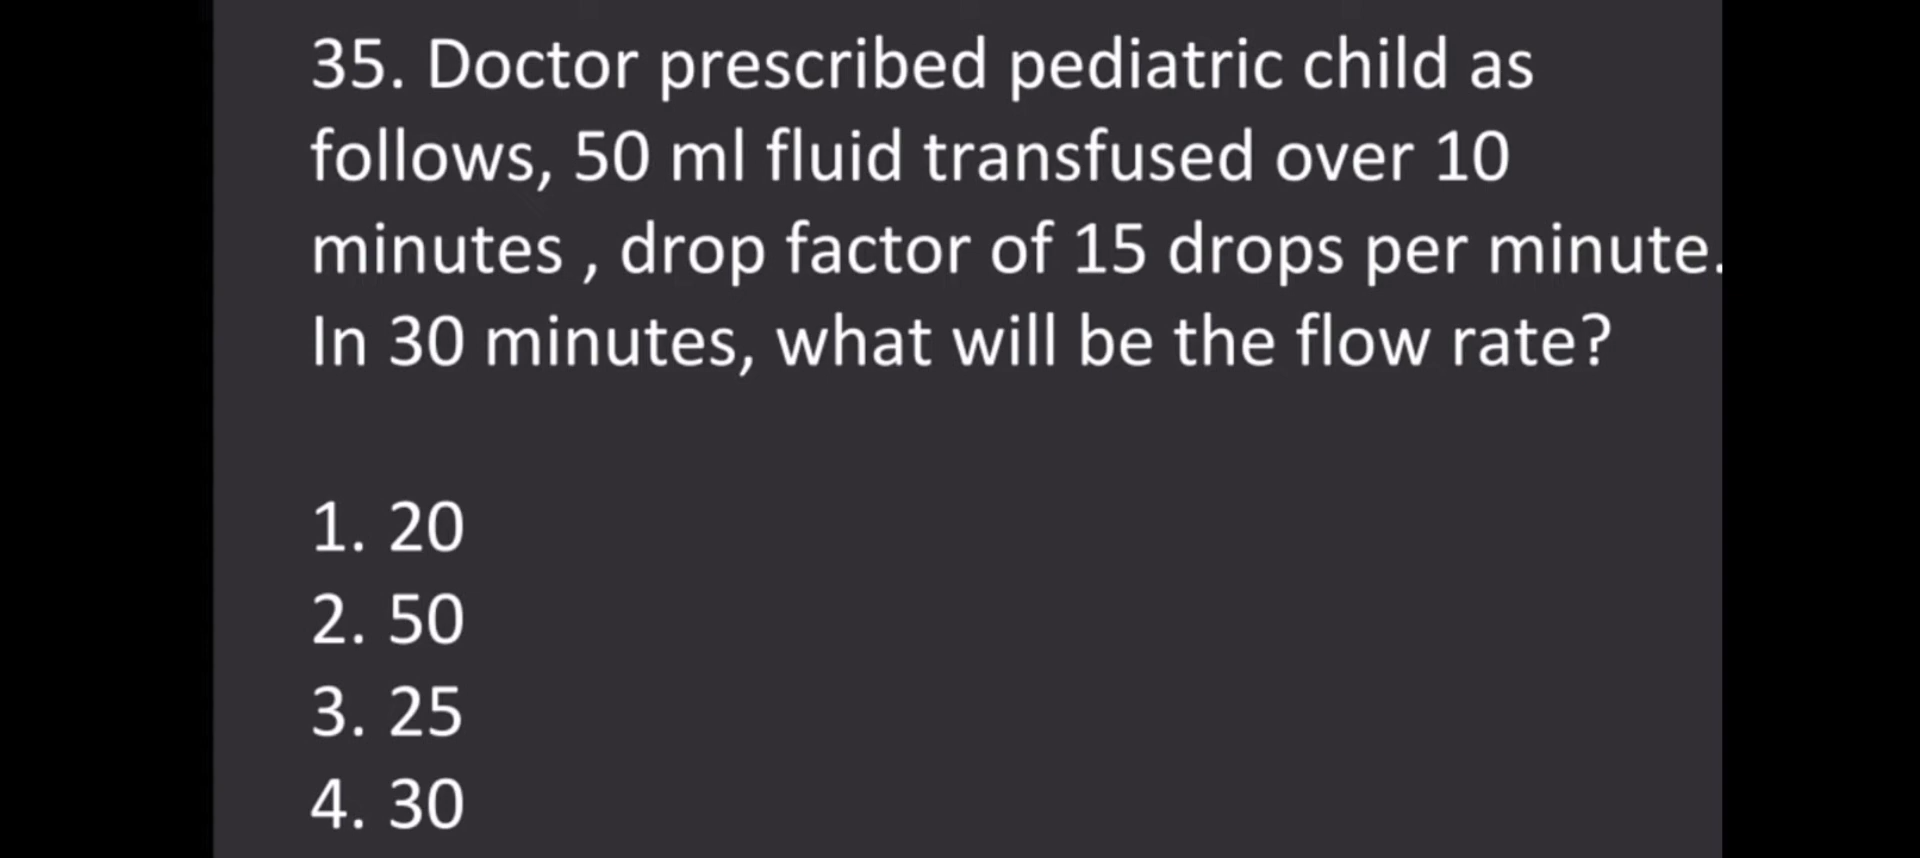 35. Doctor prescribed pediatric child as
follows, 50 ml fluid transfused over 10
minutes , drop factor of 15 drops per minute.
In 30 minutes, what will be the flow rate?
1. 20
2. 50
3. 25
4. 30